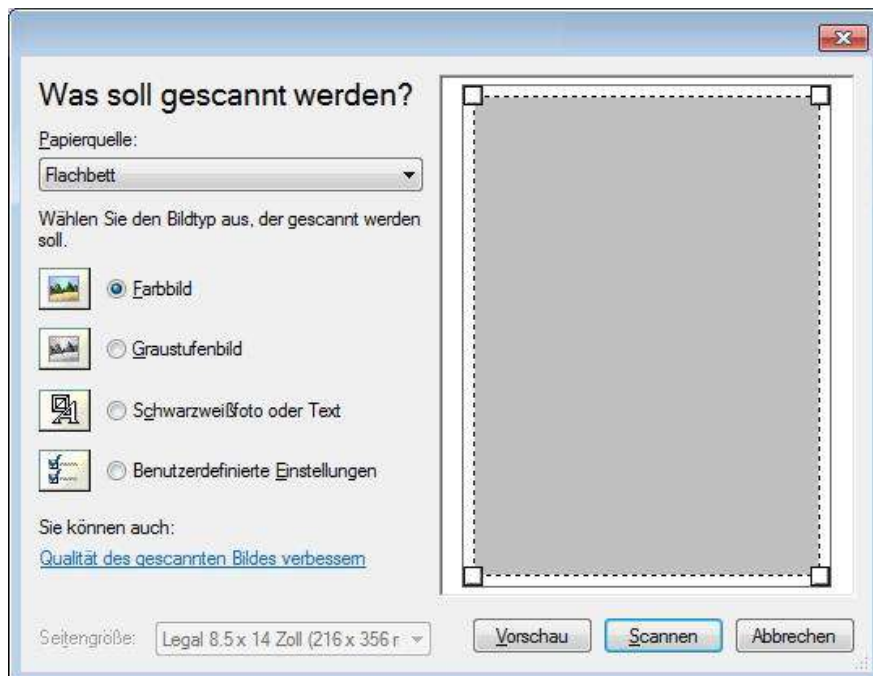 Was soll gescannt werden?
Papierquelle:
Flachbett
Wählen Sie den Bildtyp aus, der gescannt werden
soll.
Farbbild
Graustufenbild
Schwarzweißfoto oder Text
Benutzerdefinierte Einstellungen
Sie können auch:
Qualität des gescannten Bildes verbessern
Seitengröße: Legal 8.5 x 14 Zoll (216 x 356 r
Vorschau Scannen Abbrechen